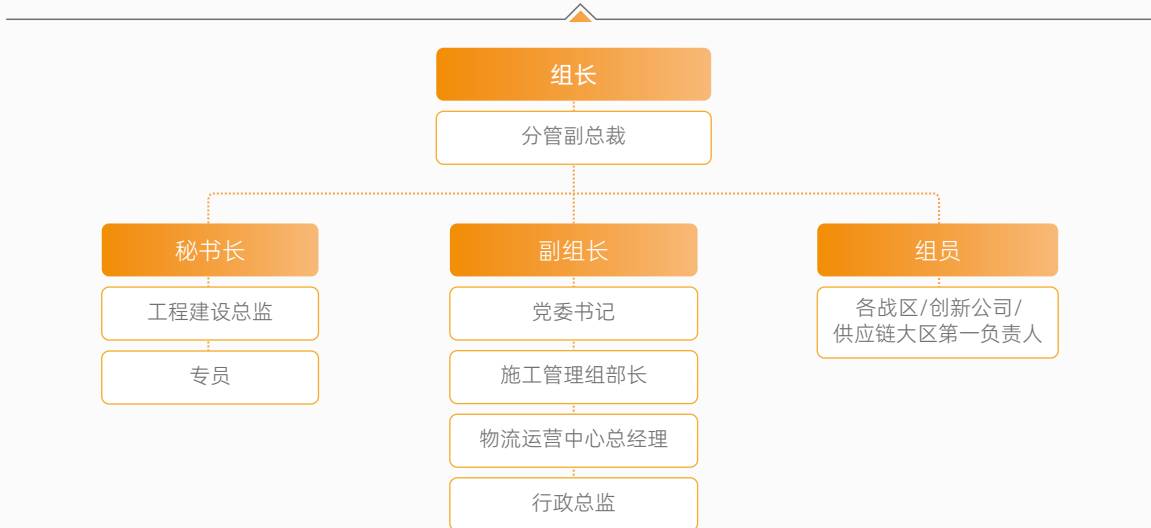 组长
分管副总裁
秘书长
工程建设总监
专员
副组长
党委书记
施工管理组部长
物流运营中心总经理
行政总监
组员
各战区/创新公司/
供应链大区第一负责人